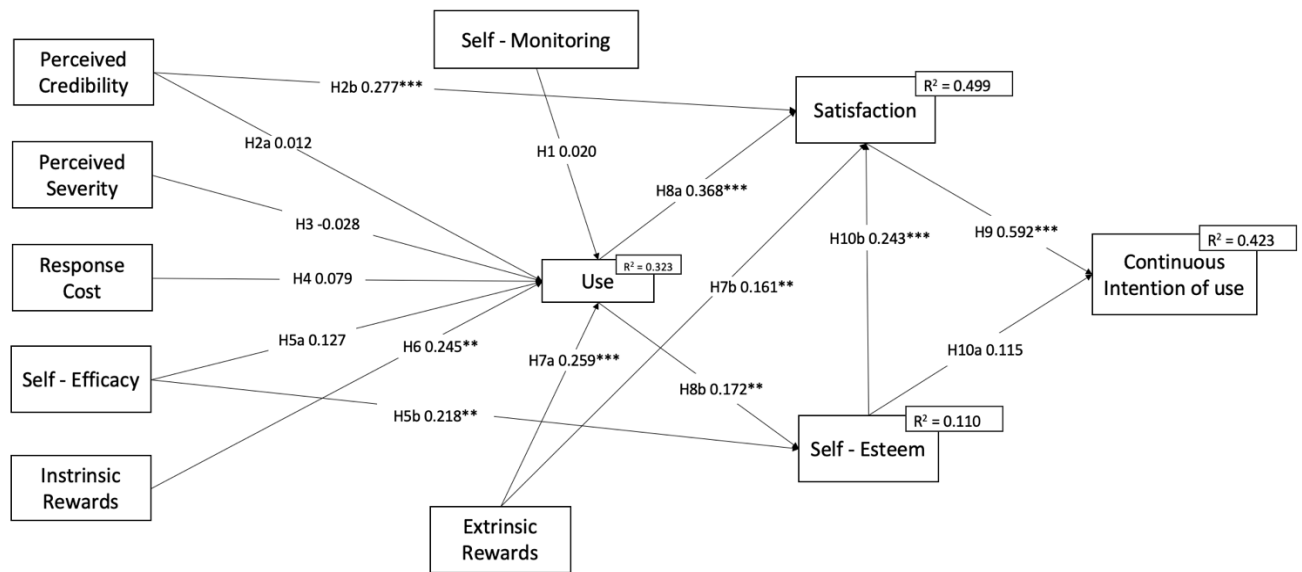 Self - Monitoring
Perceived
Credibility
H2b 0.277***
R² = 0.499
Satisfaction
H2a 0.012
H1 0.020
Perceived
Severity
H8a 0.368***
H3 -0.028
H10b 0.243***
H9 0.592***
R² = 0.423
Response
Cost
H4 0.079
R² = 0.323
Use
Continuous
Intention of use
H7b 0.161**
H5a 0.127
H6 0.245**
H7a 0.259***
H10a 0.115
Self - Efficacy
H8b 0.172**
H5b 0.218**
R² = 0.110
Self - Esteem
Instrinsic
Rewards
Extrinsic
Rewards